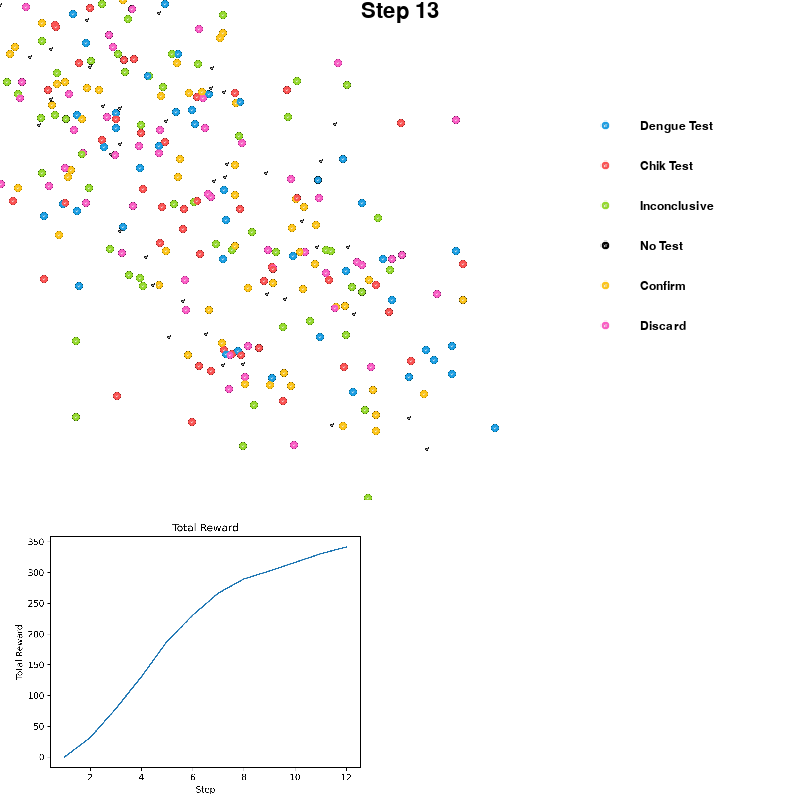 Step 13
Dengue Test
Chik Test
Inconclusive
No Test
Confirm
Discard
Total Reward
350
300
250
200
150
100
50
0
Total Reward
2 4 6 8 10 12
Step